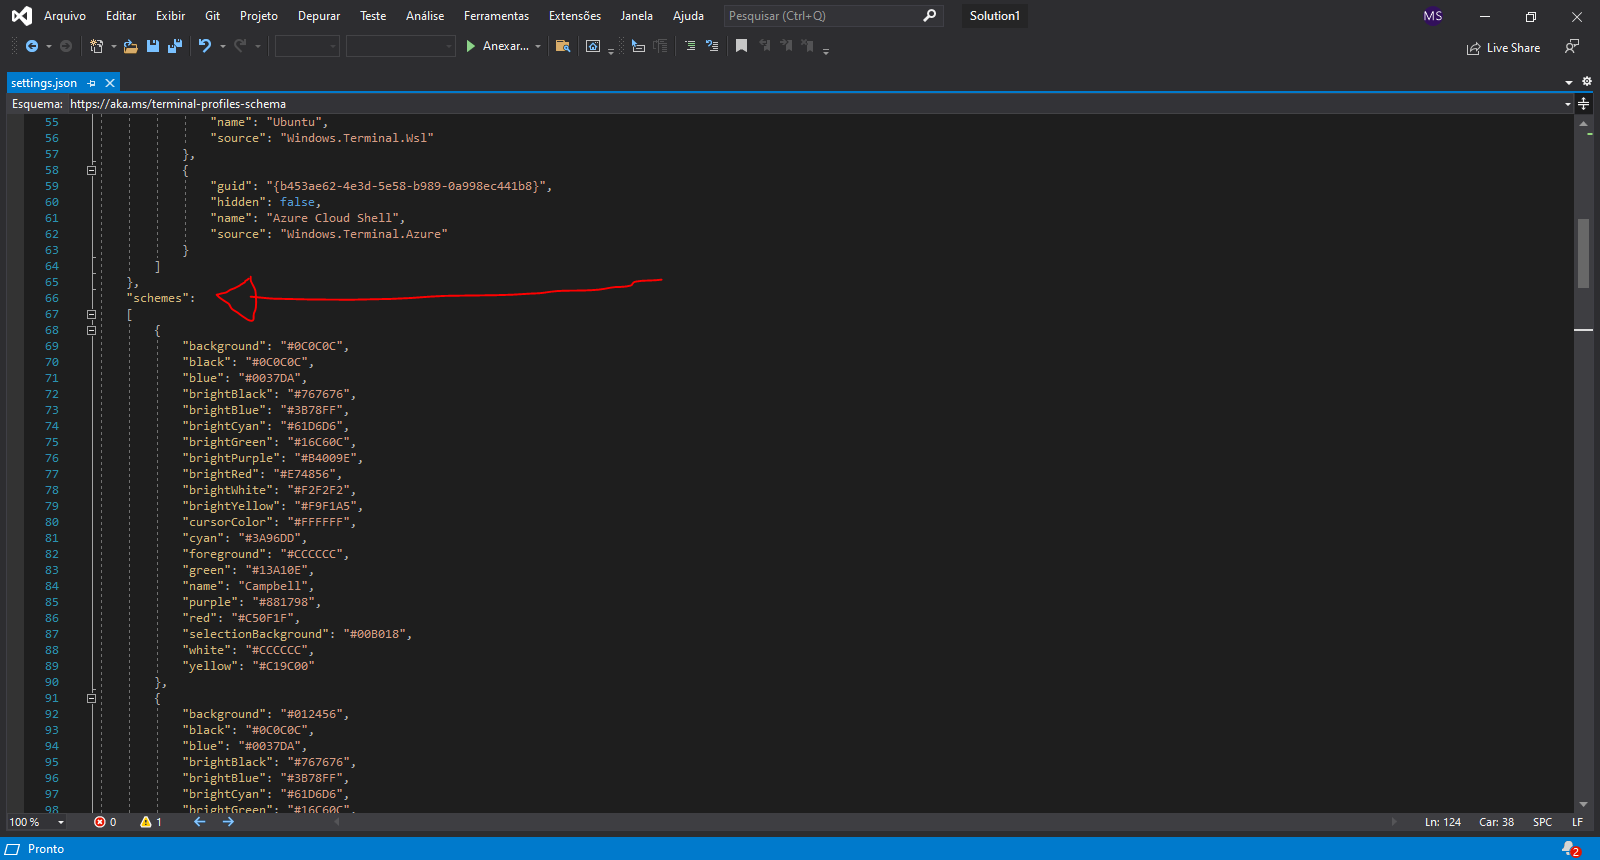 Arquivo Editar Exibir Git Projeto Depurar Teste Análise Ferramentas Extensões Janela Ajuda Pesquisar (Ctrl+Q) Solution1 MS
Anexar... Live Share
settings.json
Esquema: https://aka.ms/terminal-profiles-schema
55 "name": "Ubuntu",
56 "source": "Windows.Terminal.Wsl"
57 },
58 {
59 "guid": "{b453ae62-4e3d-5e58-b989-0a998ec441b8}",
60 "hidden": false,
61 "name": "Azure Cloud Shell",
62 "source": "Windows.Terminal.Azure"
63 }
64 ]
65 },
66 "schemes":
67 [
68 {
69 "background": "#0C0C0C",
70 "black": "#0C0C0C",
71 "blue": "#0037DA",
72 "brightBlack": "#767676",
73 "brightBlue": "#3B78FF",
74 "brightCyan": "#61D6D6",
75 "brightGreen": "#16C60C",
76 "brightPurple": "#B4009E",
77 "brightRed": "#E74856",
78 "brightWhite": "#F2F2F2",
79 "brightYellow": "#F9F1A5",
80 "cursorColor": "#FFFFFF",
81 "cyan": "#3A96DD",
82 "foreground": "#CCCCCC",
83 "green": "#13A10E",
84 "name": "Campbell",
85 "purple": "#881798",
86 "red": "#C50F1F",
87 "selectionBackground": "#00B018",
88 "white": "#CCCCCC",
89 "yellow": "#C19C00"
90 },
91 {
92 "background": "#012456",
93 "black": "#0C0C0C",
94 "blue": "#0037DA",
95 "brightBlack": "#767676",
96 "brightBlue": "#3B78FF",
97 "brightCyan": "#61D6D6",
98 "brightGreen": "#16C60C",
100 % 0 1 Ln: 124 Car: 38 SPC LF
Pronto 2